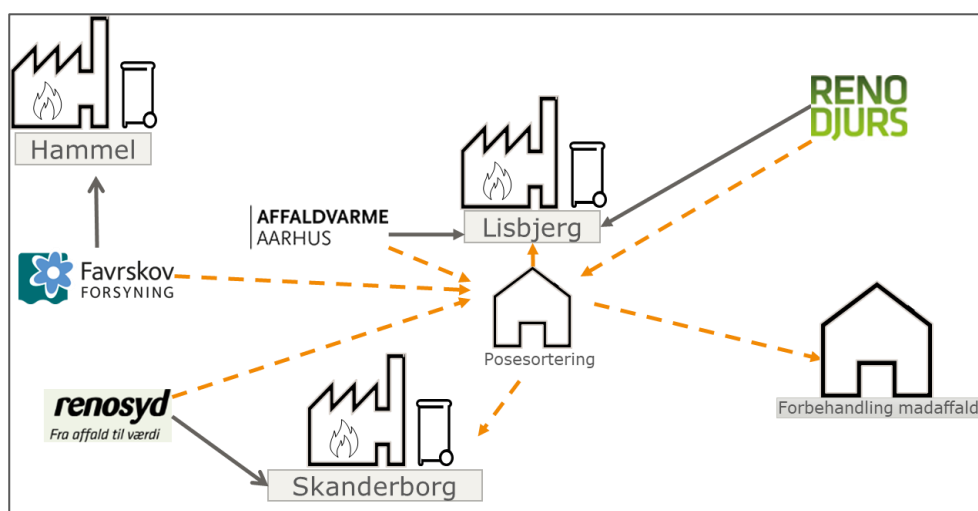 Hammel
RENO
DJURS
AFFALDVARME
AARHUS
Lisbjerg
Favrskov
FORSYNING
Posesortering
renosyd
Fra affald til værdi
Forbehandling madaffald
Skanderborg